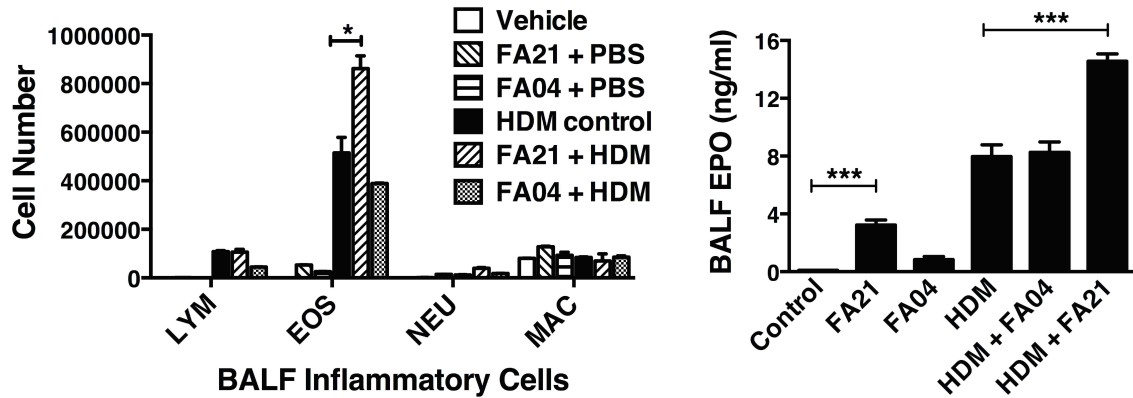 1000000
800000
600000
400000
200000
0
Cell Number
*
LYM
EOS
NEU
MAC
BALF Inflammatory Cells
Vehicle
FA21 + PBS
FA04 + PBS
HDM control
FA21 + HDM
FA04 + HDM
16
12
8
4
0
BALF EPO (ng/ml)
***
***
Control
FA21
FA04
HDM
HDM + FA04
HDM + FA21